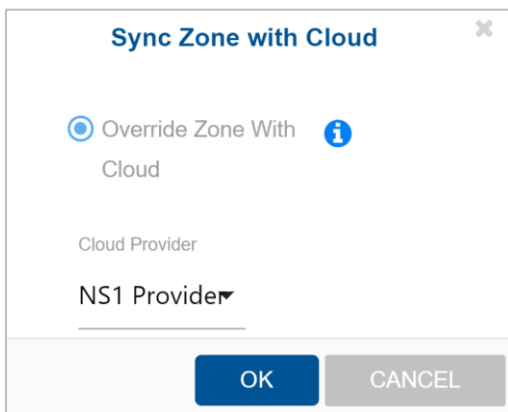 Sync Zone with Cloud
Override Zone With
Cloud
Cloud Provider
NS1 Provider
OK
CANCEL